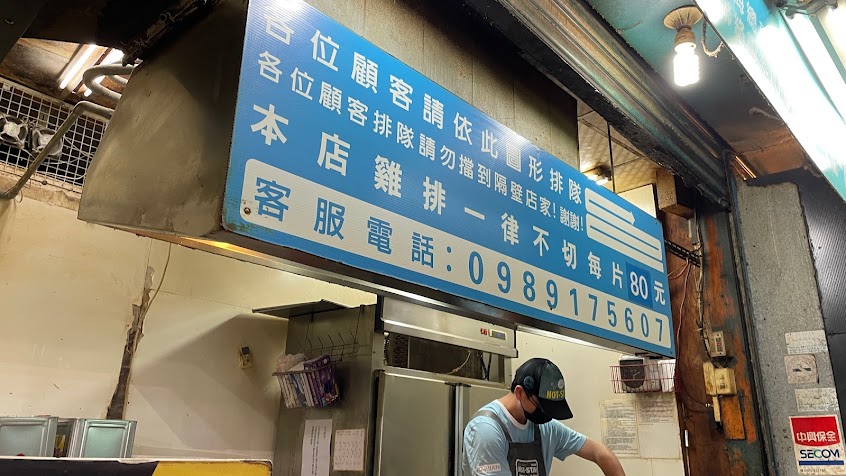 各位顧客請依此圖形排隊
各位顧客排隊請勿擋到隔壁店家!謝謝!
本店雞排一律不切每片80元
客服電話:0989175607
HOT-STAR
中興保全
SECOM